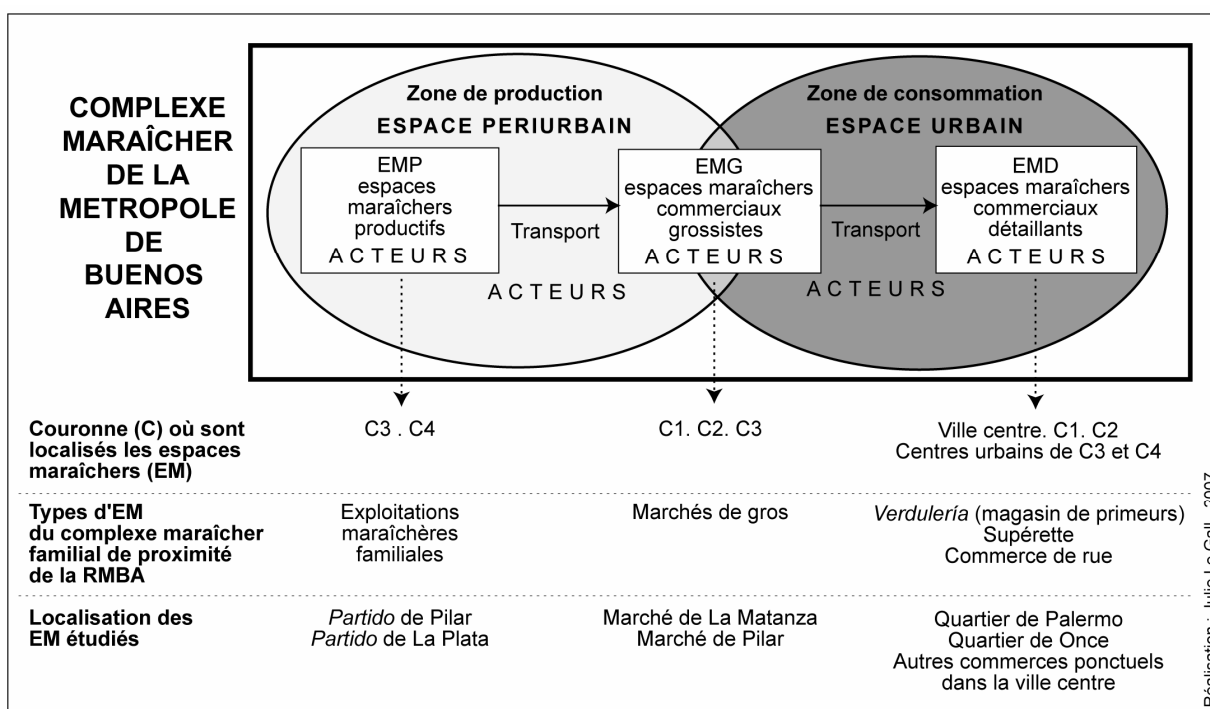 COMPLEXE
MARAÎCHER
DE LA
METROPOLE
DE
BUENOS
AIRES
Zone de production
ESPACE PERIURBAIN
Zone de consommation
ESPACE URBAIN
EMP
espaces
maraîchers
productifs
ACTEURS
Transport
EMG
espaces maraîchers
commerciaux
grossistes
ACTEURS
Transport
EMD
espaces maraîchers
commerciaux
détaillants
ACTEURS
ACTEURS
ACTEURS
Couronne (C) où sont
localisés les espaces
maraîchers (EM)
C3 . C4
C1. C2. C3
Ville centre. C1. C2
Centres urbains de C3 et C4
Types d'EM
du complexe maraîcher
familial de proximité
de la RMBA
Exploitations
maraîchères
familiales
Marchés de gros
Verdulería (magasin de primeurs)
Supérette
Commerce de rue
Localisation des
EM étudiés
Partido de Pilar
Partido de La Plata
Marché de La Matanza
Marché de Pilar
Quartier de Palermo
Quartier de Once
Autres commerces ponctuels
dans la ville centre
Réalisation : Julie Le Gall, 2007